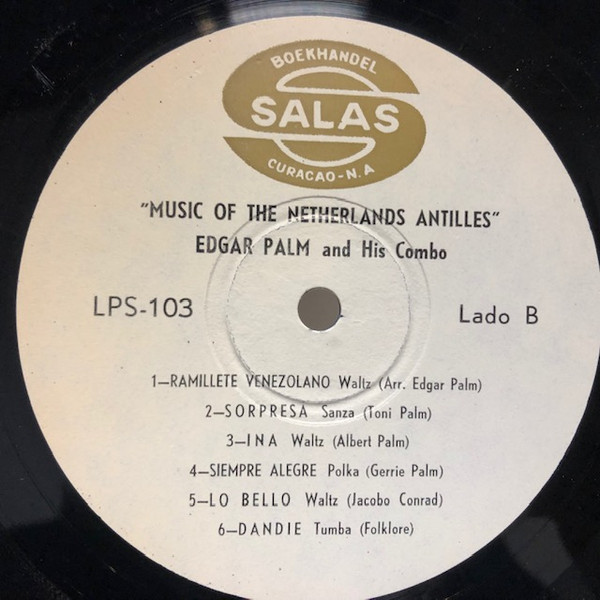 BOEKHANDEL
SALAS
CURACAO-N.A
"MUSIC OF THE NETHERLANDS ANTILLES"
EDGAR PALM and His Combo
LPS-103
Lado B
1—RAMILLETE VENEZOLANO Waltz (Arr. Edgar Palm)
2—SORPRESA Sanza (Toni Palm)
3—INA Waltz (Albert Palm)
4—SIEMPRE ALEGRE Polka (Gerrie Palm)
5—LO BELLO Waltz (Jacobo Conrad)
6—DANDIE Tumba (Folklore)